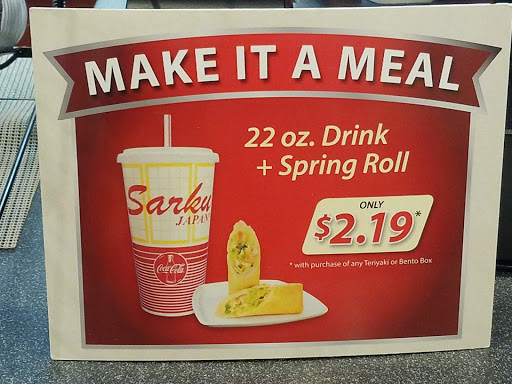 MAKE IT A MEAL
22 oz. Drink
+ Spring Roll
ONLY
$2.19*
* with purchase of any Teriyaki or Bento Box
Sarku
JAPAN
Coca-Cola